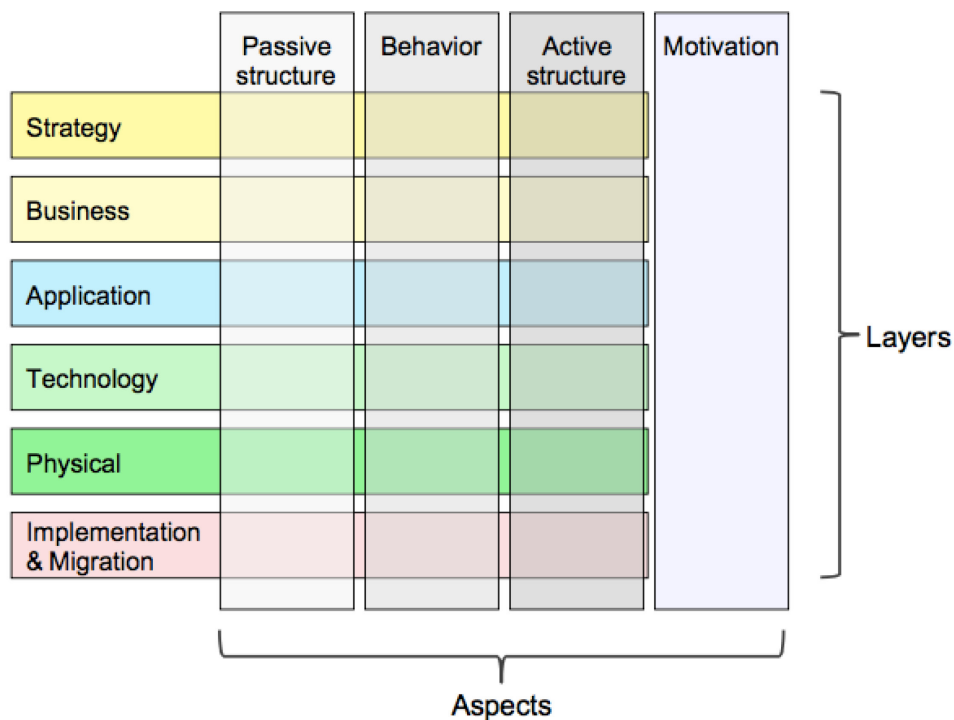 Passive
structure
Behavior
Active
structure
Motivation
Strategy
Business
Application
Technology
Physical
Implementation
& Migration
Layers
Aspects